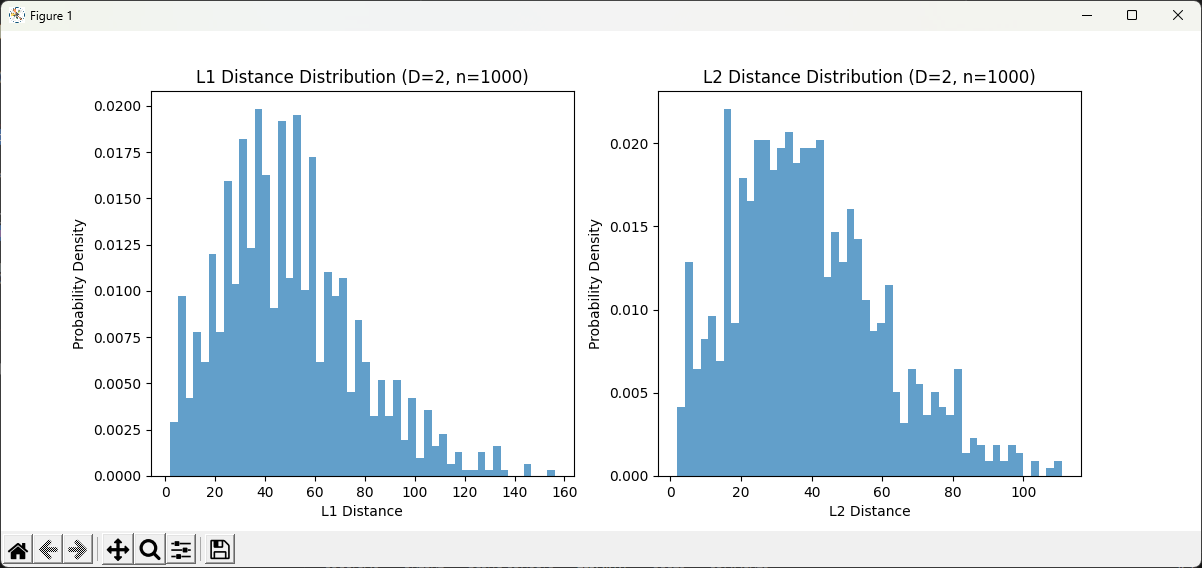 Figure 1
L1 Distance Distribution (D=2, n=1000)
0.0200
0.0175
0.0150
0.0125
0.0100
0.0075
0.0050
0.0025
0.0000
Probability Density
0 20 40 60 80 100 120 140 160
L1 Distance
L2 Distance Distribution (D=2, n=1000)
0.020
0.015
0.010
0.005
0.000
Probability Density
0 20 40 60 80 100
L2 Distance